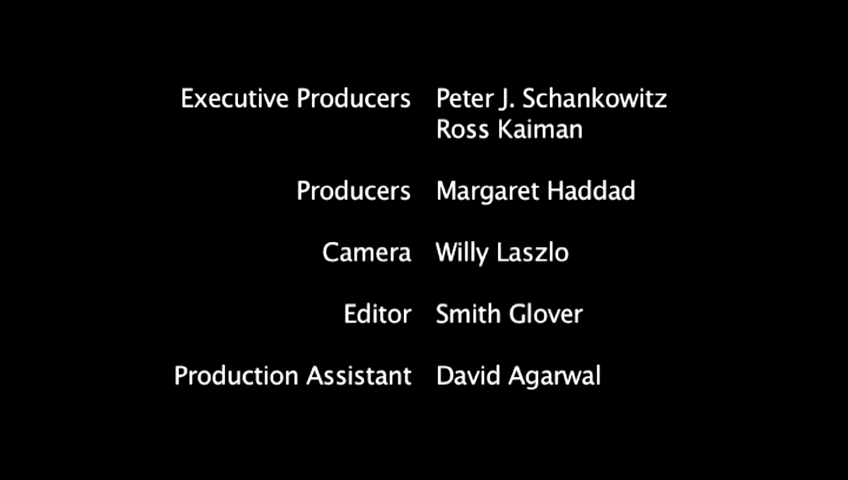 Executive Producers Peter J. Schankowitz
Ross Kaiman
Producers Margaret Haddad
Camera Willy Laszlo
Editor Smith Glover
Production Assistant David Agarwal